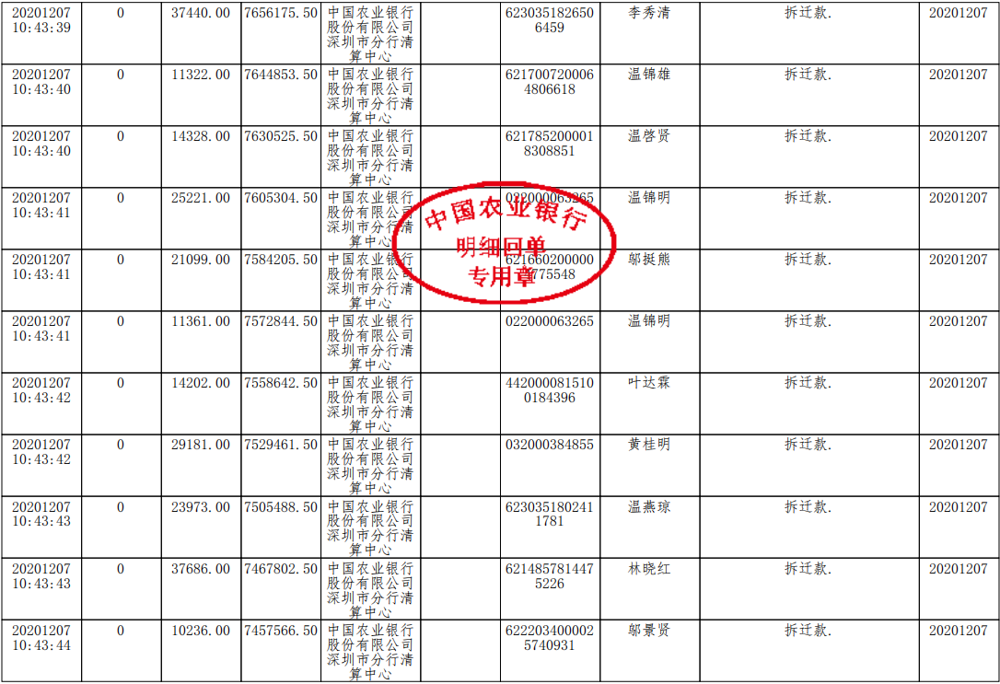 20201207 0 37440.00 7656175.50 中国农业银行 623035182650 李秀清 拆迁款. 20201207
10:43:39 股份有限公司 6459
深圳市分行清
算中心
20201207 0 11322.00 7644853.50 中国农业银行 621700720006 温锦雄 拆迁款. 20201207
10:43:40 股份有限公司 4806618
深圳市分行清
算中心
20201207 0 14328.00 7630525.50 中国农业银行 621785200001 温啓贤 拆迁款. 20201207
10:43:40 股份有限公司 8308851
深圳市分行清
算中心
20201207 0 25221.00 7605304.50 中国农业银行 022000063265 温锦明 拆迁款. 20201207
10:43:41 股份有限公司
深圳市分行清
算中心
中国农业银行
明细回单
专用章
20201207 0 21099.00 7584205.50 中国农业银行 621660200000 邬挺熊 拆迁款. 20201207
10:43:41 股份有限公司
深圳市分行清
算中心
20201207 0 11361.00 7572844.50 中国农业银行 022000063265 温锦明 拆迁款. 20201207
10:43:41 股份有限公司
深圳市分行清
算中心
20201207 0 14202.00 7558642.50 中国农业银行 442000081510 叶达霖 拆迁款. 20201207
10:43:42 股份有限公司 0184396
深圳市分行清
算中心
20201207 0 29181.00 7529461.50 中国农业银行 032000384855 黄桂明 拆迁款. 20201207
10:43:42 股份有限公司
深圳市分行清
算中心
20201207 0 23973.00 7505488.50 中国农业银行 623035180241 温燕琼 拆迁款. 20201207
10:43:43 股份有限公司 1781
深圳市分行清
算中心
20201207 0 37686.00 7467802.50 中国农业银行 621485781447 林晓红 拆迁款. 20201207
10:43:43 股份有限公司 5226
深圳市分行清
算中心
20201207 0 10236.00 7457566.50 中国农业银行 622203400002 邬景贤 拆迁款. 20201207
10:43:44 股份有限公司 5740931
深圳市分行清
算中心